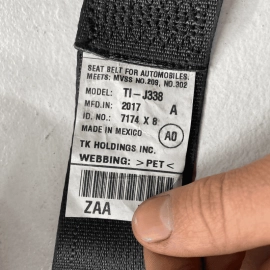 SEAT BELT FOR AUTOMOBILES.
MEETS: MVSS NO.209, NO.302
MODEL: TI-J338
MFD.IN: 2017 A
ID. NO.: 7174 X 8
MADE IN MEXICO AO
TK HOLDINGS INC.
WEBBING: >PET<
ZAA